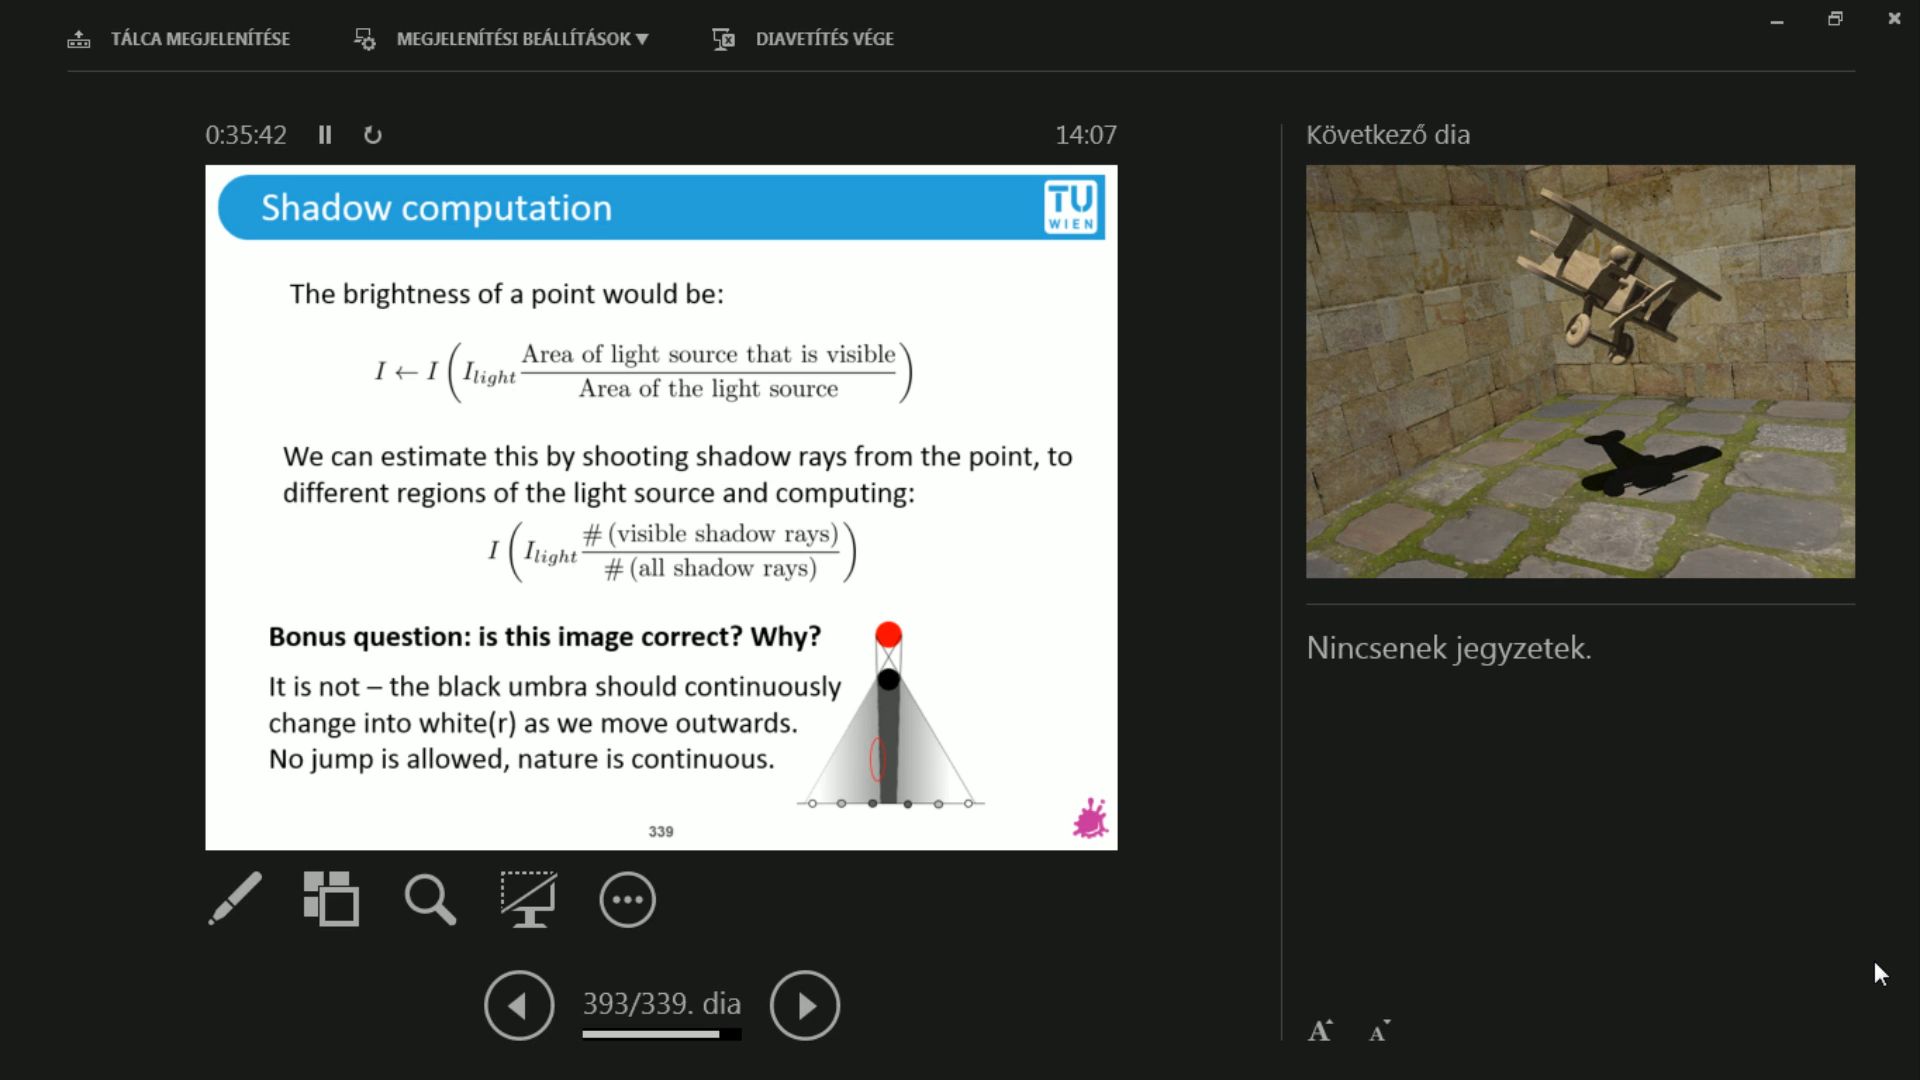 TÁLCA MEGJELENÍTÉSE
MEGJELENÍTÉSI BEÁLLÍTÁSOK ▼
DIAVETÍTÉS VÉGE
0:35:42
14:07
Shadow computation
TU
WIEN
The brightness of a point would be:
I ← I ( I_light Area of light source that is visible / Area of the light source )
We can estimate this by shooting shadow rays from the point, to
different regions of the light source and computing:
I ( I_light # (visible shadow rays) / # (all shadow rays) )
Bonus question: is this image correct? Why?
It is not – the black umbra should continuously
change into white(r) as we move outwards.
No jump is allowed, nature is continuous.
339
393/339. dia
Következő dia
Nincsenek jegyzetek.
A A